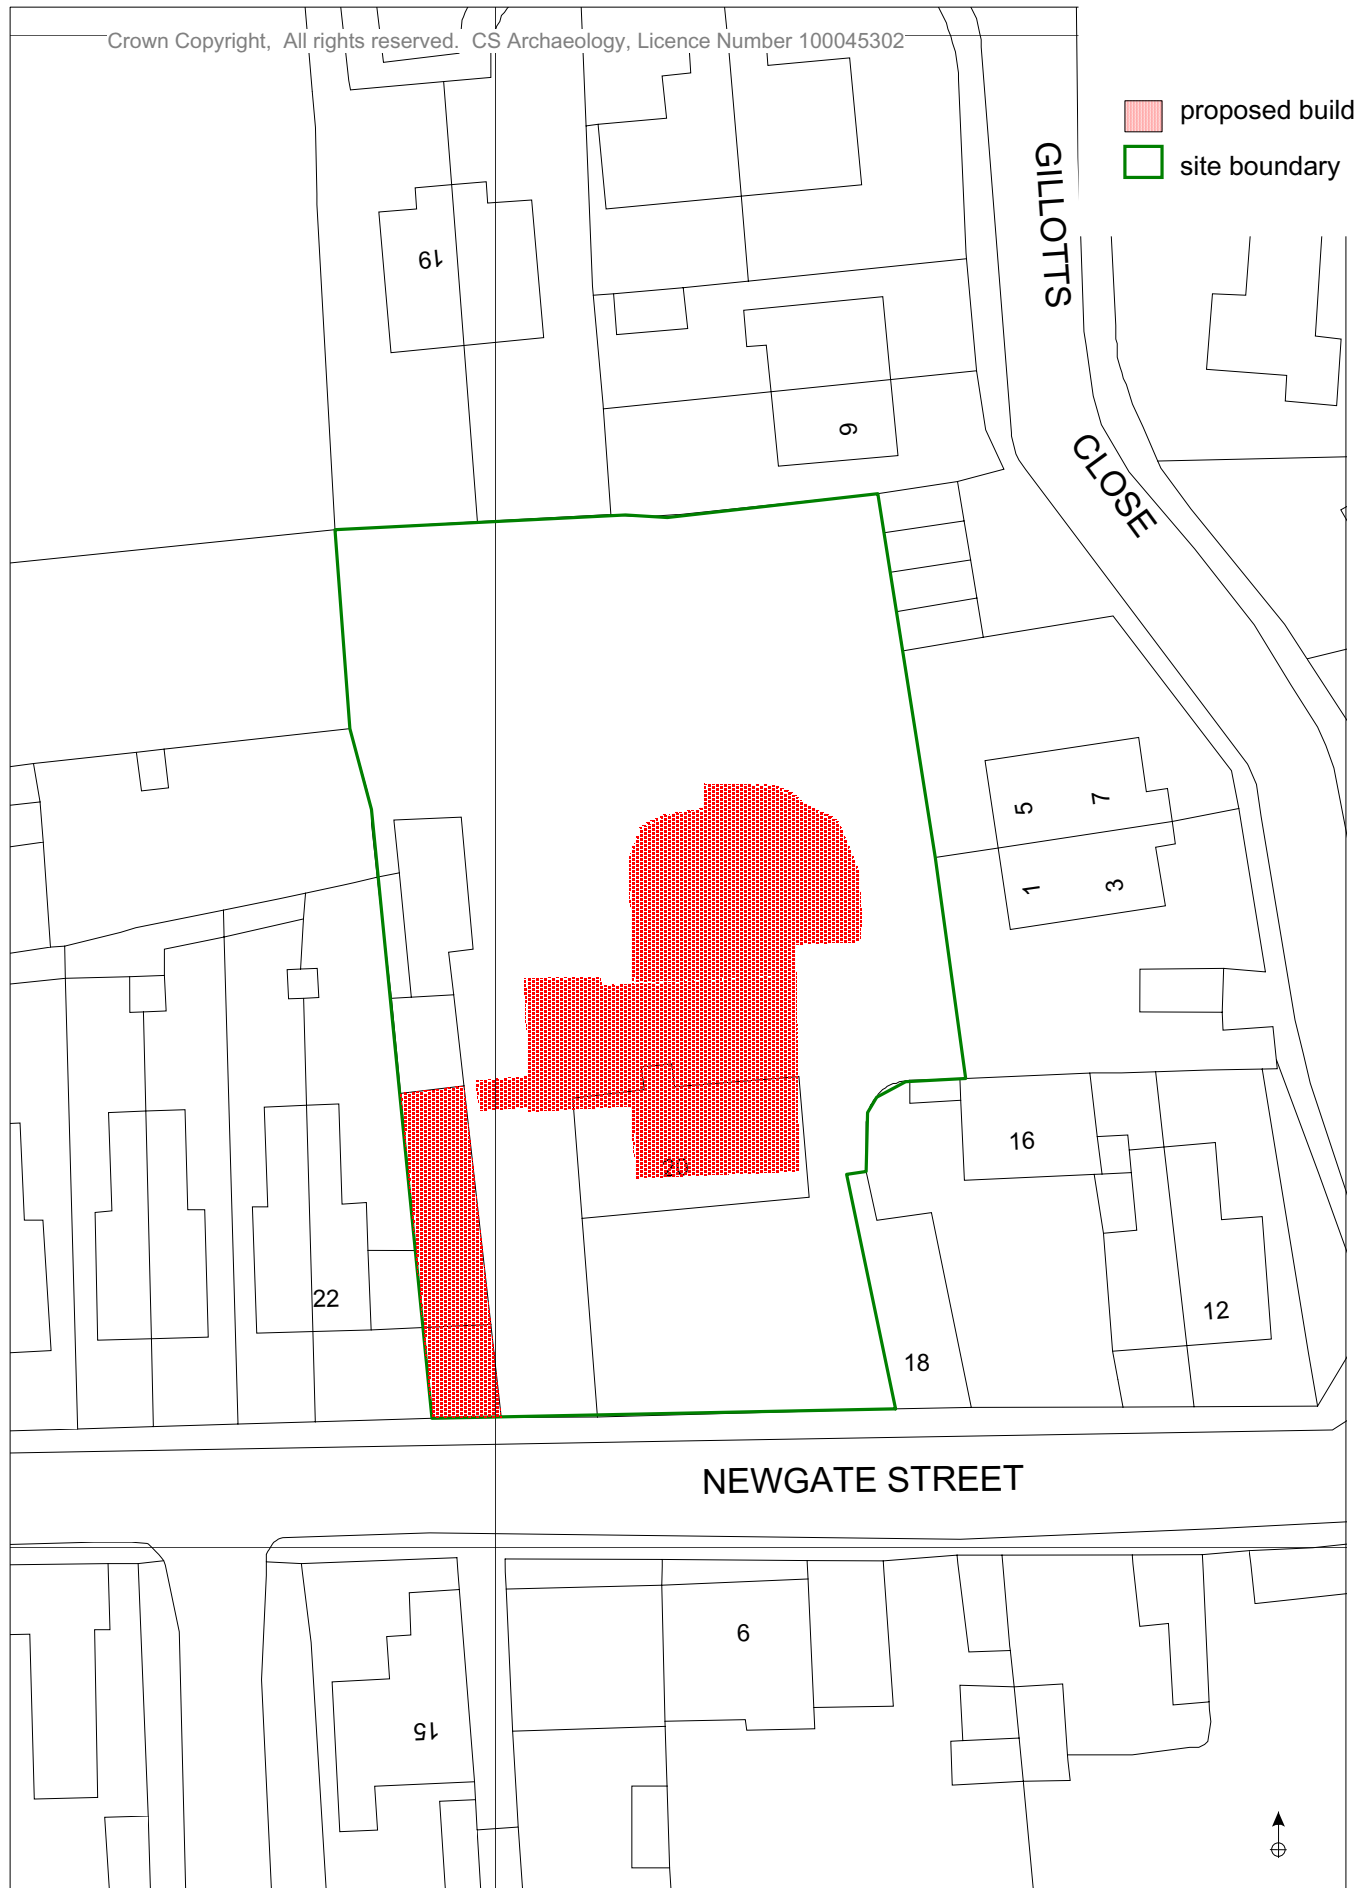 Crown Copyright, All rights reserved. CS Archaeology, Licence Number 100045302
proposed build
site boundary
GILLOTTS
CLOSE
19
9
5
7
1
3
16
20
22
12
18
NEWGATE STREET
6
15